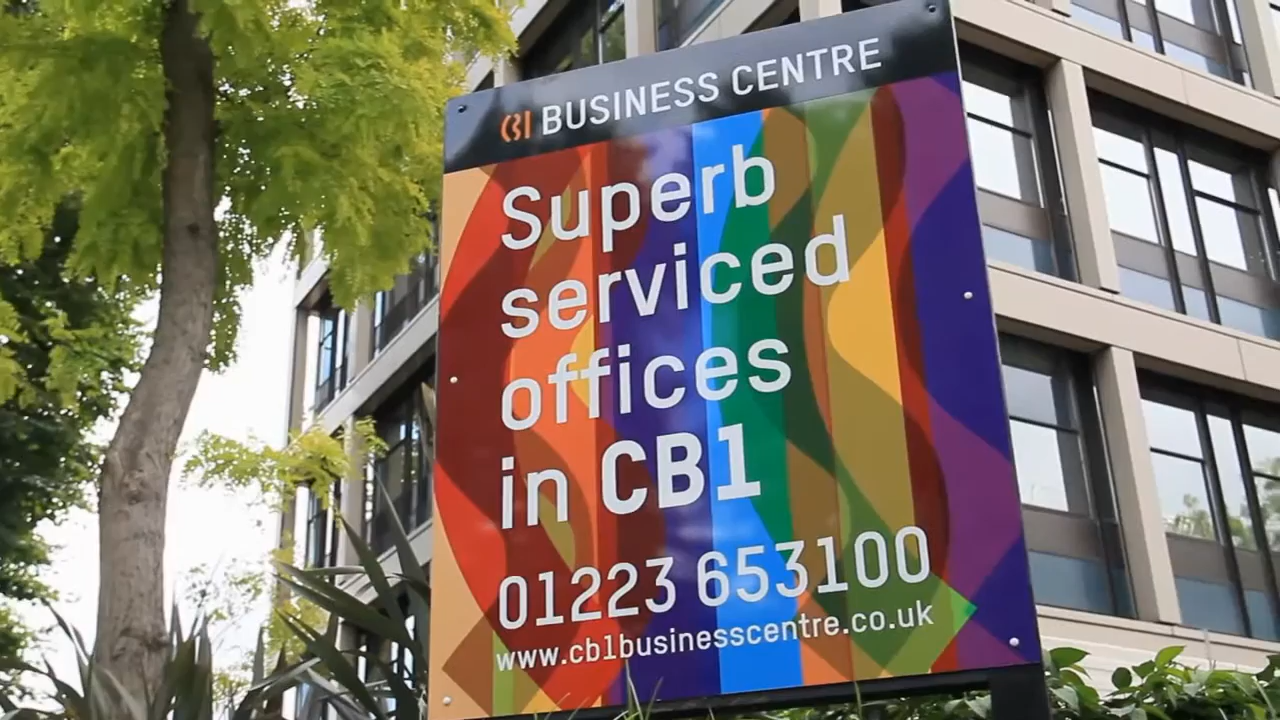 CB1 BUSINESS CENTRE
Superb
serviced
offices
in CB1
01223 653100
www.cb1businesscentre.co.uk